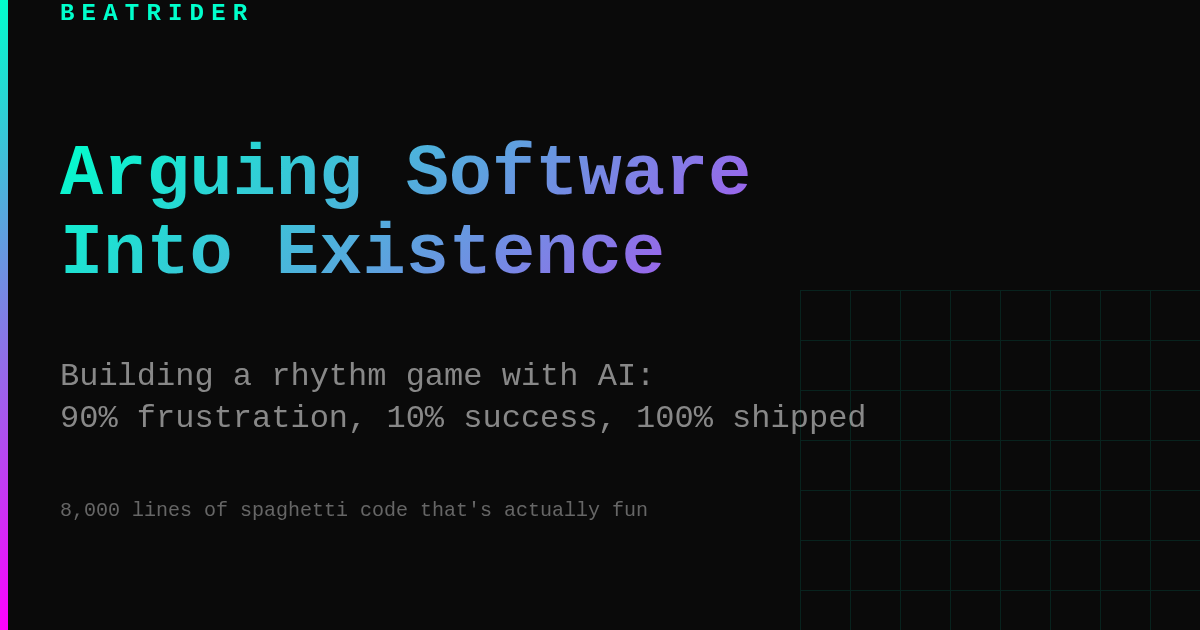 BEATRIDER
Arguing Software
Into Existence
Building a rhythm game with AI:
90% frustration, 10% success, 100% shipped
8,000 lines of spaghetti code that's actually fun